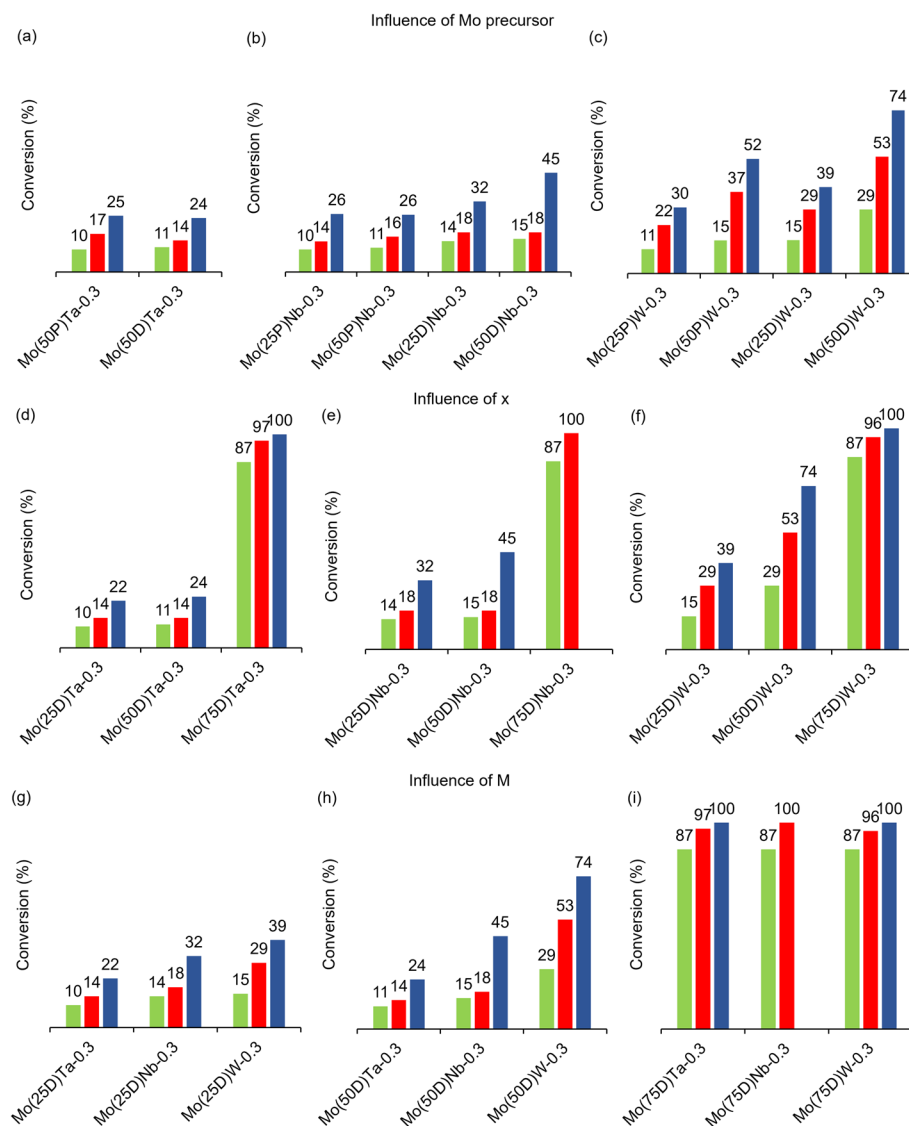 Influence of Mo precursor
(a)
Conversion (%)
10 17 25
11 14 24
Mo(50P)Ta-0.3
Mo(50D)Ta-0.3
(b)
Conversion (%)
10 14 26
11 16 26
14 18 32
15 18 45
Mo(25P)Nb-0.3
Mo(50P)Nb-0.3
Mo(25D)Nb-0.3
Mo(50D)Nb-0.3
(c)
Conversion (%)
11 22 30
15 37 52
15 29 39
29 53 74
Mo(25P)W-0.3
Mo(50P)W-0.3
Mo(25D)W-0.3
Mo(50D)W-0.3
Influence of x
(d)
Conversion (%)
10 14 22
11 14 24
87 97 100
Mo(25D)Ta-0.3
Mo(50D)Ta-0.3
Mo(75D)Ta-0.3
(e)
Conversion (%)
14 18 32
15 18 45
87 100
Mo(25D)Nb-0.3
Mo(50D)Nb-0.3
Mo(75D)Nb-0.3
(f)
Conversion (%)
15 29 39
29 53 74
87 96 100
Mo(25D)W-0.3
Mo(50D)W-0.3
Mo(75D)W-0.3
Influence of M
(g)
Conversion (%)
10 14 22
14 18 32
15 29 39
Mo(25D)Ta-0.3
Mo(25D)Nb-0.3
Mo(25D)W-0.3
(h)
Conversion (%)
11 14 24
15 18 45
29 53 74
Mo(50D)Ta-0.3
Mo(50D)Nb-0.3
Mo(50D)W-0.3
(i)
Conversion (%)
87 97 100
87 100
87 96 100
Mo(75D)Ta-0.3
Mo(75D)Nb-0.3
Mo(75D)W-0.3